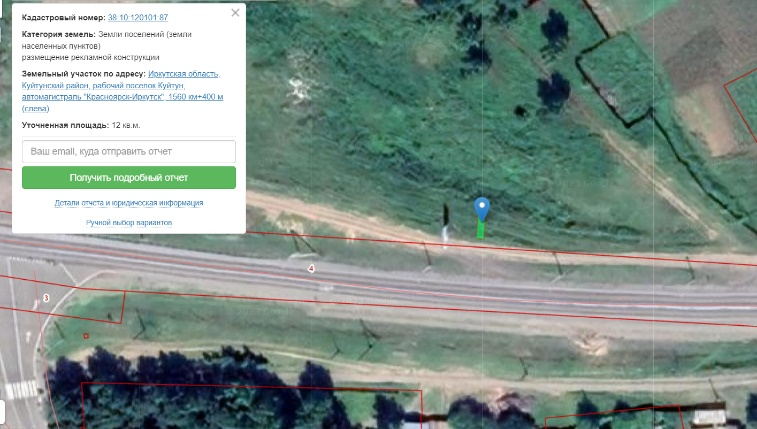 Кадастровый номер: 38:10:120101:87
Категория земель: Земли поселений (земли
населенных пунктов)
размещение рекламной конструкции
Земельный участок по адресу: Иркутская область,
Куйтунский район, рабочий поселок Куйтун,
автомагистраль "Красноярск-Иркутск", 1560 км+400 м
(слева)
Уточненная площадь: 12 кв.м.
Ваш email, куда отправить отчет
Получить подробный отчет
Детали отчета и юридическая информация
Ручной выбор вариантов
4
3